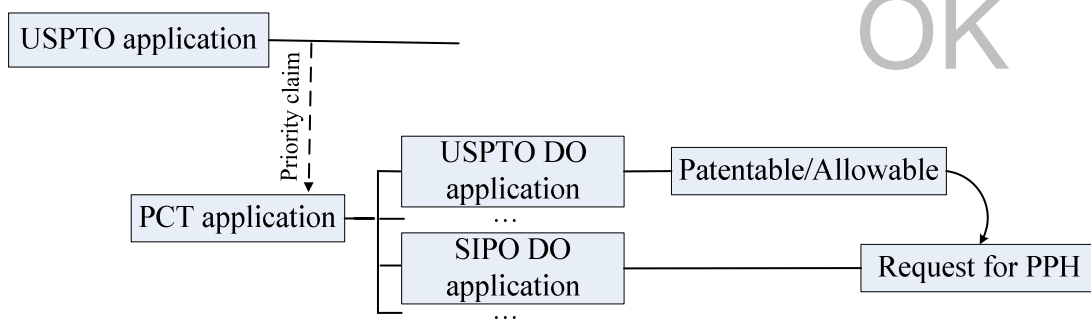 OK
USPTO application
Priority claim
USPTO DO
application
Patentable/Allowable
PCT application
...
SIPO DO
application
Request for PPH
...